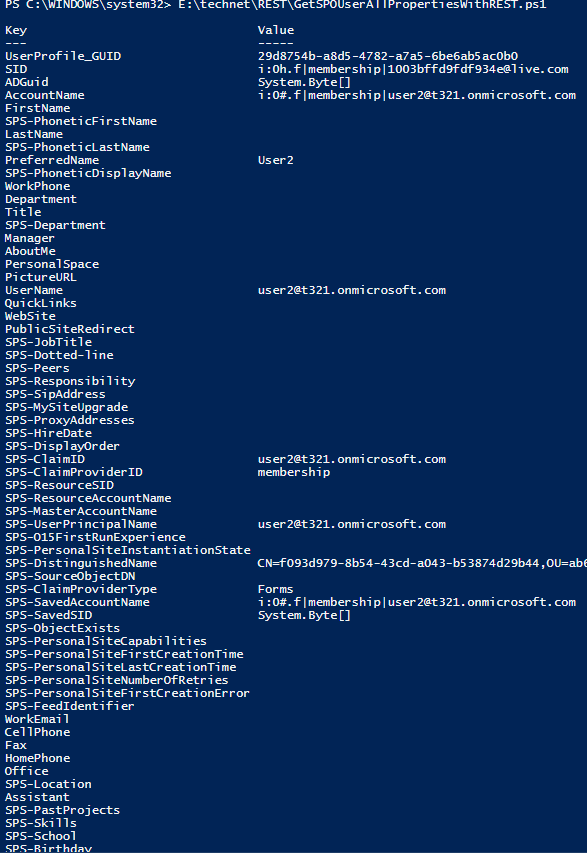 PS C:\WINDOWS\system32> E:\technet\REST\GetSPOUserAllPropertiesWithREST.ps1
Key Value
--- -----
UserProfile_GUID 29d8754b-a8d5-4782-a7a5-6be6ab5ac0b0
SID i:0h.f|membership|1003bffd9fdf934e@live.com
ADGuid System.Byte[]
AccountName i:0#.f|membership|user2@t321.onmicrosoft.com
FirstName
SPS-PhoneticFirstName
LastName
SPS-PhoneticLastName
PreferredName User2
SPS-PhoneticDisplayName
WorkPhone
Department
Title
SPS-Department
Manager
AboutMe
PersonalSpace
PictureURL
UserName user2@t321.onmicrosoft.com
QuickLinks
WebSite
PublicSiteRedirect
SPS-JobTitle
SPS-Dotted-line
SPS-Peers
SPS-Responsibility
SPS-SipAddress
SPS-MySiteUpgrade
SPS-ProxyAddresses
SPS-HireDate
SPS-DisplayOrder
SPS-ClaimID user2@t321.onmicrosoft.com
SPS-ClaimProviderID membership
SPS-ResourceSID
SPS-ResourceAccountName
SPS-MasterAccountName
SPS-UserPrincipalName user2@t321.onmicrosoft.com
SPS-O15FirstRunExperience
SPS-PersonalSiteInstantiationState
SPS-DistinguishedName CN=f093d979-8b54-43cd-a043-b53874d29b44,OU=ab6
SPS-SourceObjectDN
SPS-ClaimProviderType Forms
SPS-SavedAccountName i:0#.f|membership|user2@t321.onmicrosoft.com
SPS-SavedSID System.Byte[]
SPS-ObjectExists
SPS-PersonalSiteCapabilities
SPS-PersonalSiteFirstCreationTime
SPS-PersonalSiteLastCreationTime
SPS-PersonalSiteNumberOfRetries
SPS-PersonalSiteFirstCreationError
SPS-FeedIdentifier
WorkEmail
CellPhone
Fax
HomePhone
Office
SPS-Location
Assistant
SPS-PastProjects
SPS-Skills
SPS-School
SPS-Birthday